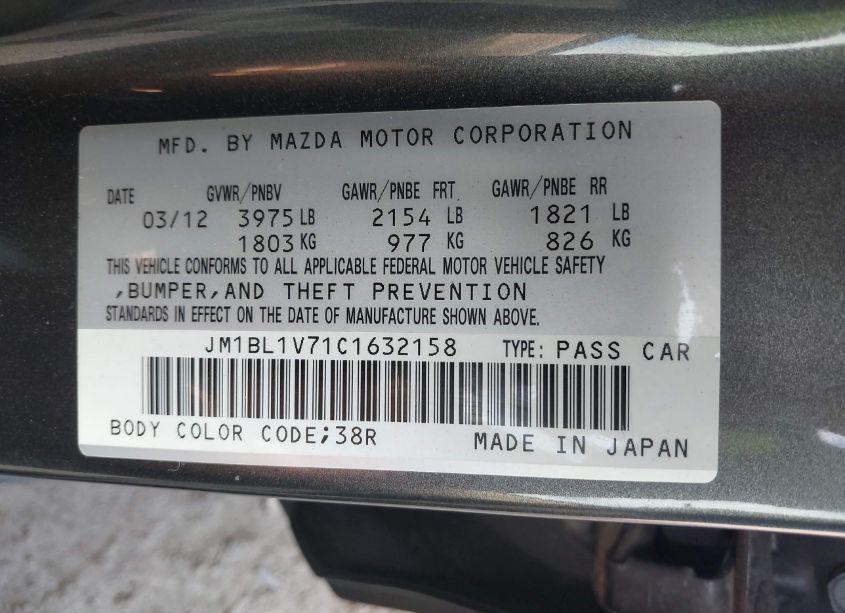 MFD. BY MAZDA MOTOR CORPORATION
DATE GVWR/PNBV GAWR/PNBE FRT GAWR/PNBE RR
03/12 3975 LB 2154 LB 1821 LB
1803 KG 977 KG 826 KG
THIS VEHICLE CONFORMS TO ALL APPLICABLE FEDERAL MOTOR VEHICLE SAFETY
,BUMPER,AND THEFT PREVENTION
STANDARDS IN EFFECT ON THE DATE OF MANUFACTURE SHOWN ABOVE.
JM1BL1V71C1632158 TYPE: PASS CAR
BODY COLOR CODE;38R MADE IN JAPAN